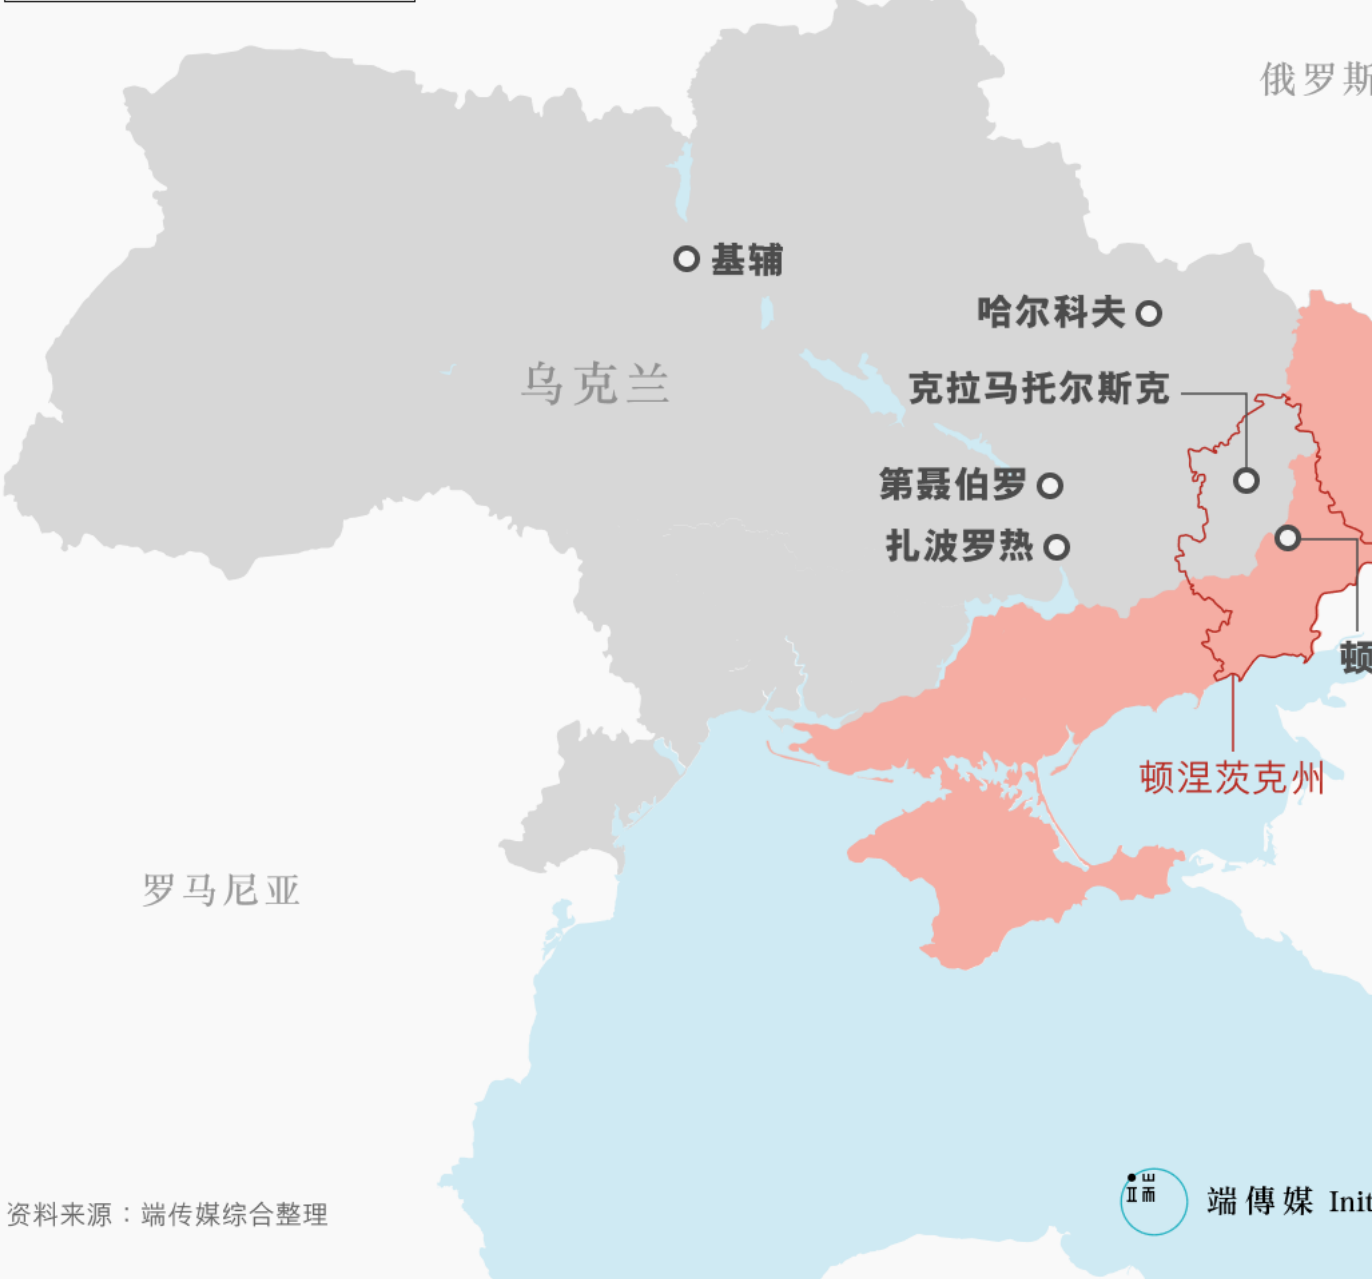 俄罗斯
基辅
哈尔科夫
乌克兰
克拉马托尔斯克
第聂伯罗
扎波罗热
顿
顿涅茨克州
罗马尼亚
资料来源：端传媒综合整理
端傳媒 Init